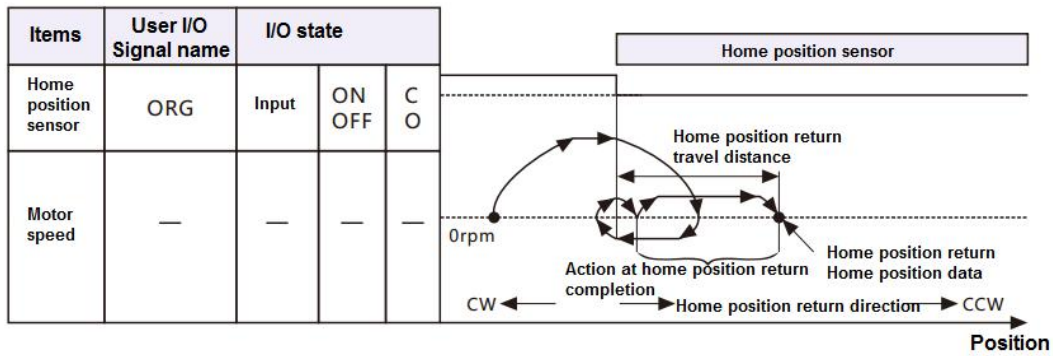 Items
User I/O
Signal name
I/O state
Home position sensor
Home
position
sensor
ORG
Input
ON
OFF
C
O
Home position return
travel distance
Motor
speed
—
—
—
—
0rpm
Home position return
Home position data
Action at home position return
completion
CW
Home position return direction
CCW
Position